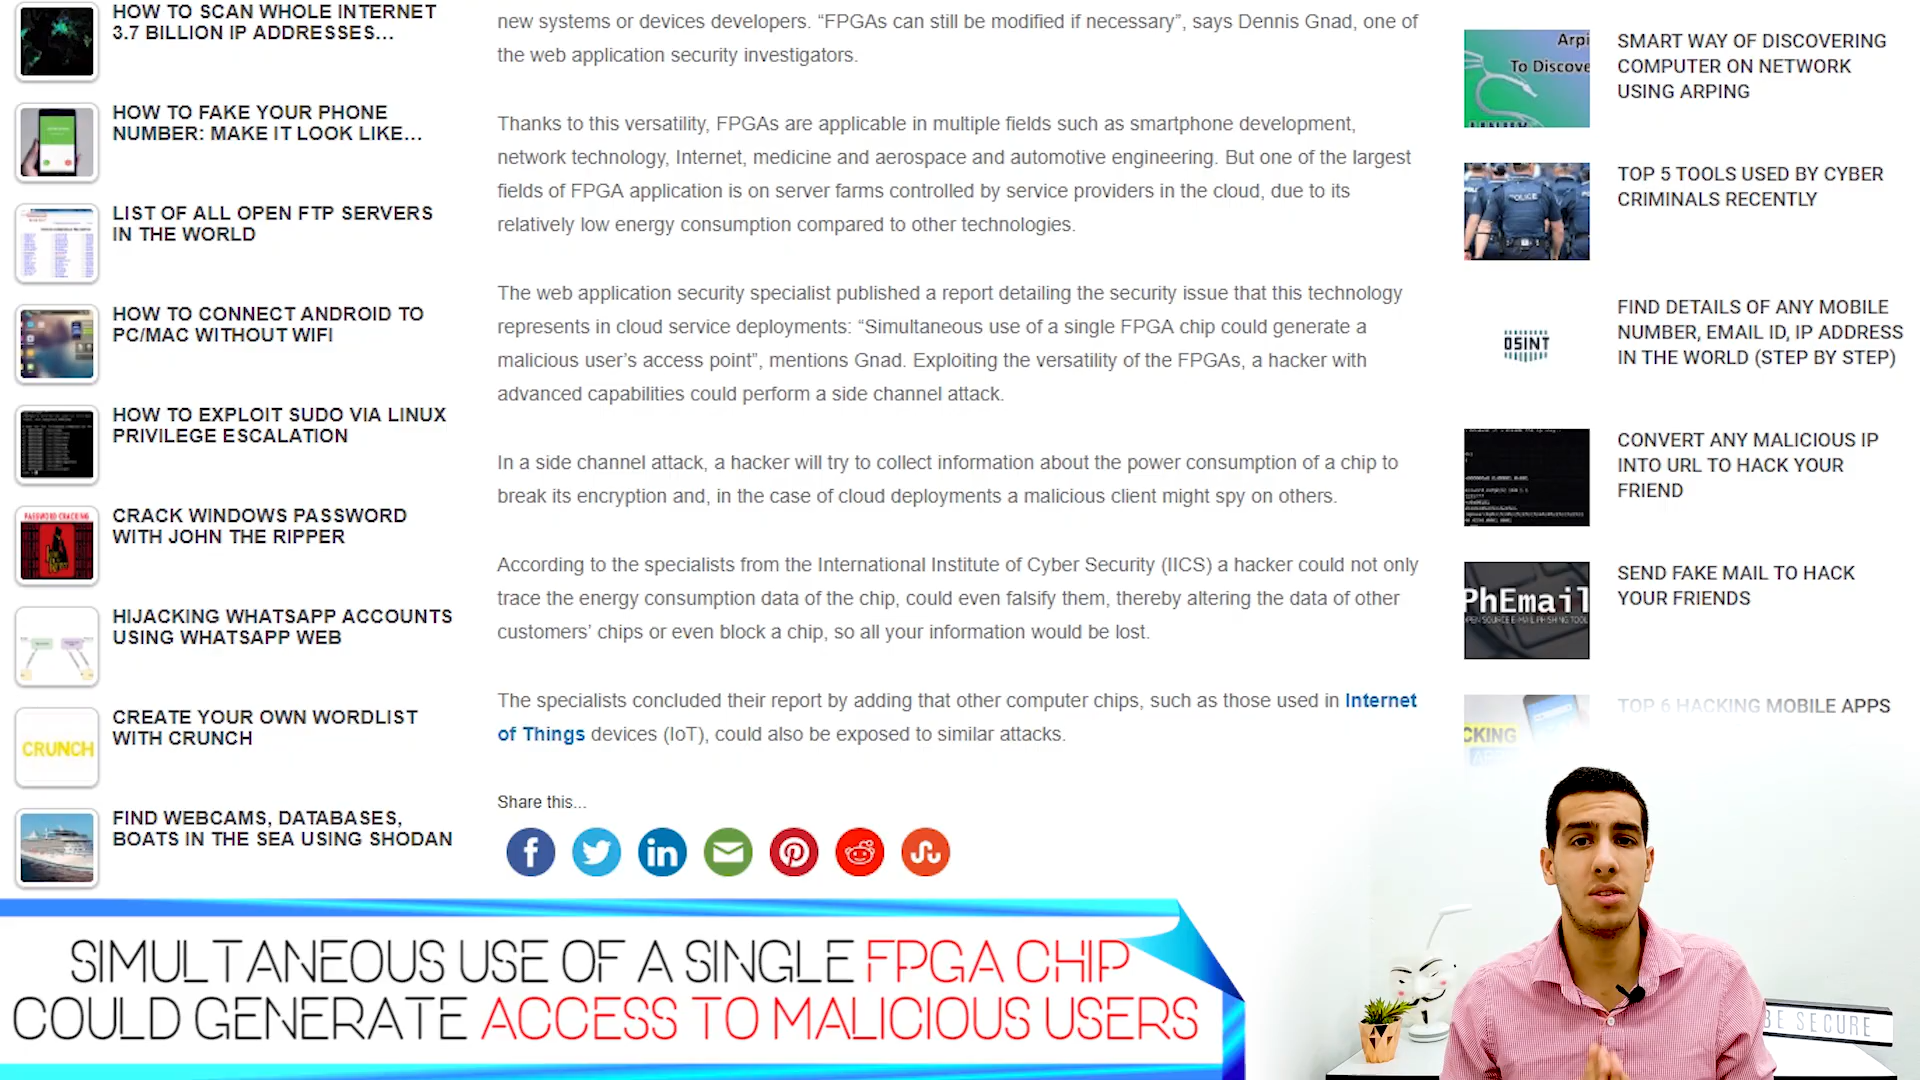 HOW TO SCAN WHOLE INTERNET
3.7 BILLION IP ADDRESSES...
HOW TO FAKE YOUR PHONE
NUMBER: MAKE IT LOOK LIKE...
LIST OF ALL OPEN FTP SERVERS
IN THE WORLD
HOW TO CONNECT ANDROID TO
PC/MAC WITHOUT WIFI
HOW TO EXPLOIT SUDO VIA LINUX
PRIVILEGE ESCALATION
PASSWORD CRACKING
CRACK WINDOWS PASSWORD
WITH JOHN THE RIPPER
HIJACKING WHATSAPP ACCOUNTS
USING WHATSAPP WEB
CRUNCH
CREATE YOUR OWN WORDLIST
WITH CRUNCH
FIND WEBCAMS, DATABASES,
BOATS IN THE SEA USING SHODAN
new systems or devices developers. “FPGAs can still be modified if necessary”, says Dennis Gnad, one of
the web application security investigators.
Thanks to this versatility, FPGAs are applicable in multiple fields such as smartphone development,
network technology, Internet, medicine and aerospace and automotive engineering. But one of the largest
fields of FPGA application is on server farms controlled by service providers in the cloud, due to its
relatively low energy consumption compared to other technologies.
The web application security specialist published a report detailing the security issue that this technology
represents in cloud service deployments: “Simultaneous use of a single FPGA chip could generate a
malicious user’s access point”, mentions Gnad. Exploiting the versatility of the FPGAs, a hacker with
advanced capabilities could perform a side channel attack.
In a side channel attack, a hacker will try to collect information about the power consumption of a chip to
break its encryption and, in the case of cloud deployments a malicious client might spy on others.
According to the specialists from the International Institute of Cyber Security (IICS) a hacker could not only
trace the energy consumption data of the chip, could even falsify them, thereby altering the data of other
customers’ chips or even block a chip, so all your information would be lost.
The specialists concluded their report by adding that other computer chips, such as those used in Internet
of Things devices (IoT), could also be exposed to similar attacks.
Share this...
Arpi
To Discove
SMART WAY OF DISCOVERING
COMPUTER ON NETWORK
USING ARPING
POLICE
TOP 5 TOOLS USED BY CYBER
CRIMINALS RECENTLY
OSINT
FIND DETAILS OF ANY MOBILE
NUMBER, EMAIL ID, IP ADDRESS
IN THE WORLD (STEP BY STEP)
CONVERT ANY MALICIOUS IP
INTO URL TO HACK YOUR
FRIEND
PhEmail
OPEN SOURCE E-MAIL PHISHING TOOL
SEND FAKE MAIL TO HACK
YOUR FRIENDS
CKING
TOP 6 HACKING MOBILE APPS
SIMULTANEOUS USE OF A SINGLE FPGA CHIP
COULD GENERATE ACCESS TO MALICIOUS USERS
BE SECURE